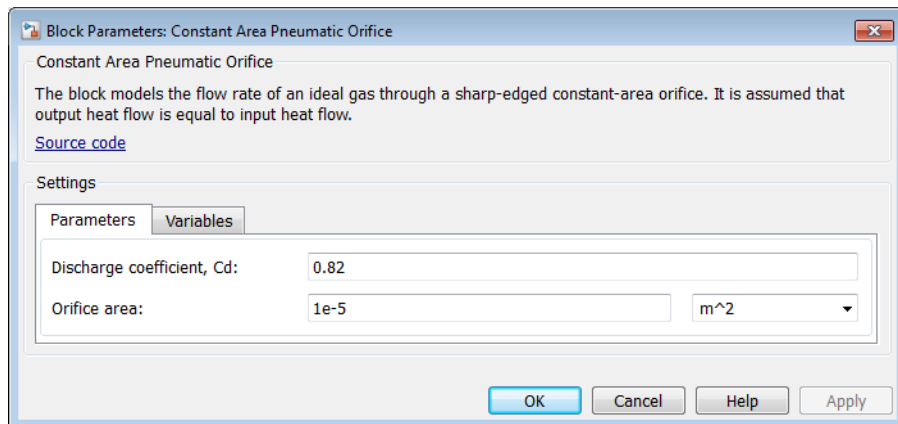 Block Parameters: Constant Area Pneumatic Orifice
Constant Area Pneumatic Orifice
The block models the flow rate of an ideal gas through a sharp-edged constant-area orifice. It is assumed that
output heat flow is equal to input heat flow.
Source code
Settings
Parameters Variables
Discharge coefficient, Cd: 0.82
Orifice area: 1e-5 m^2
OK Cancel Help Apply